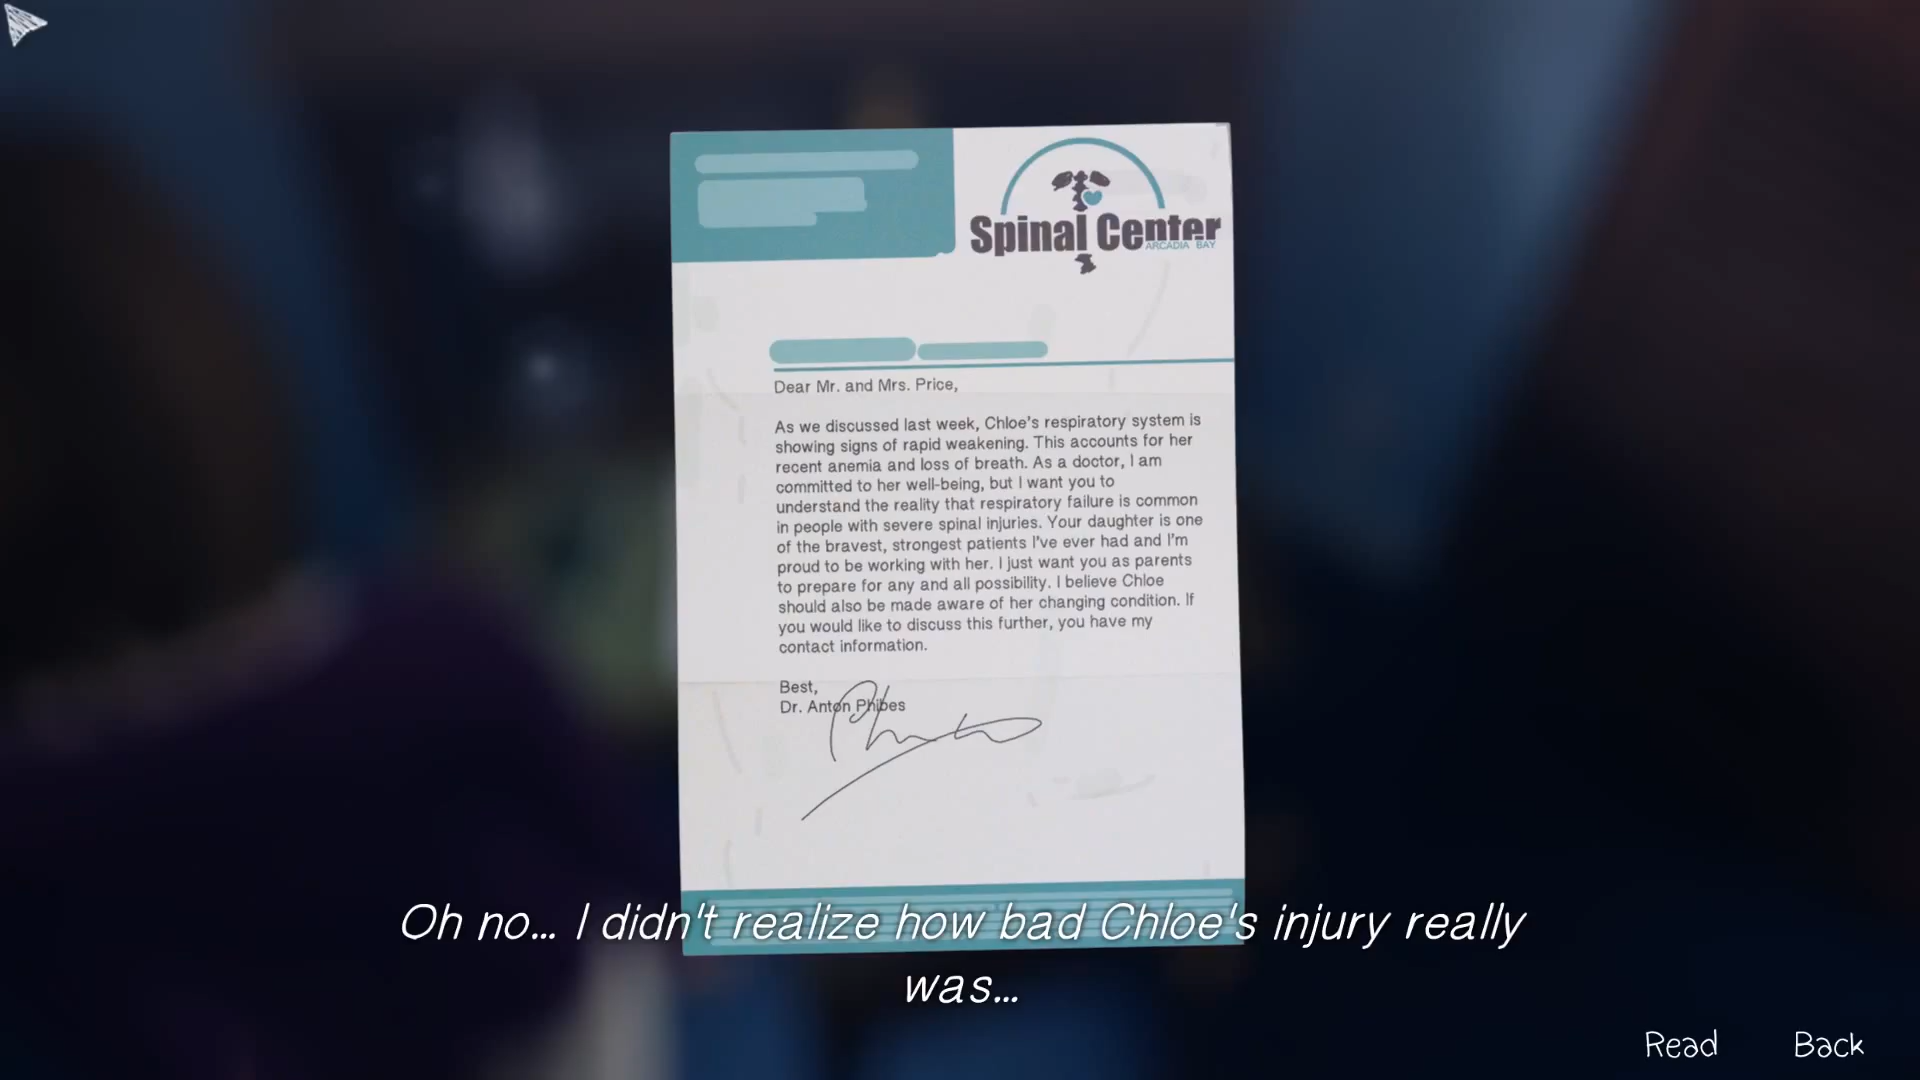 Spinal Center
ARCADIA BAY
Dear Mr. and Mrs. Price,
As we discussed last week, Chloe's respiratory system is
showing signs of rapid weakening. This accounts for her
recent anemia and loss of breath. As a doctor, I am
committed to her well-being, but I want you to
understand the reality that respiratory failure is common
in people with severe spinal injuries. Your daughter is one
of the bravest, strongest patients I've ever had and I'm
proud to be working with her. I just want you as parents
to prepare for any and all possibility. I believe Chloe
should also be made aware of her changing condition. If
you would like to discuss this further, you have my
contact information.
Best,
Dr. Anton Phibes
Oh no... I didn't realize how bad Chloe's injury really
was...
Read Back